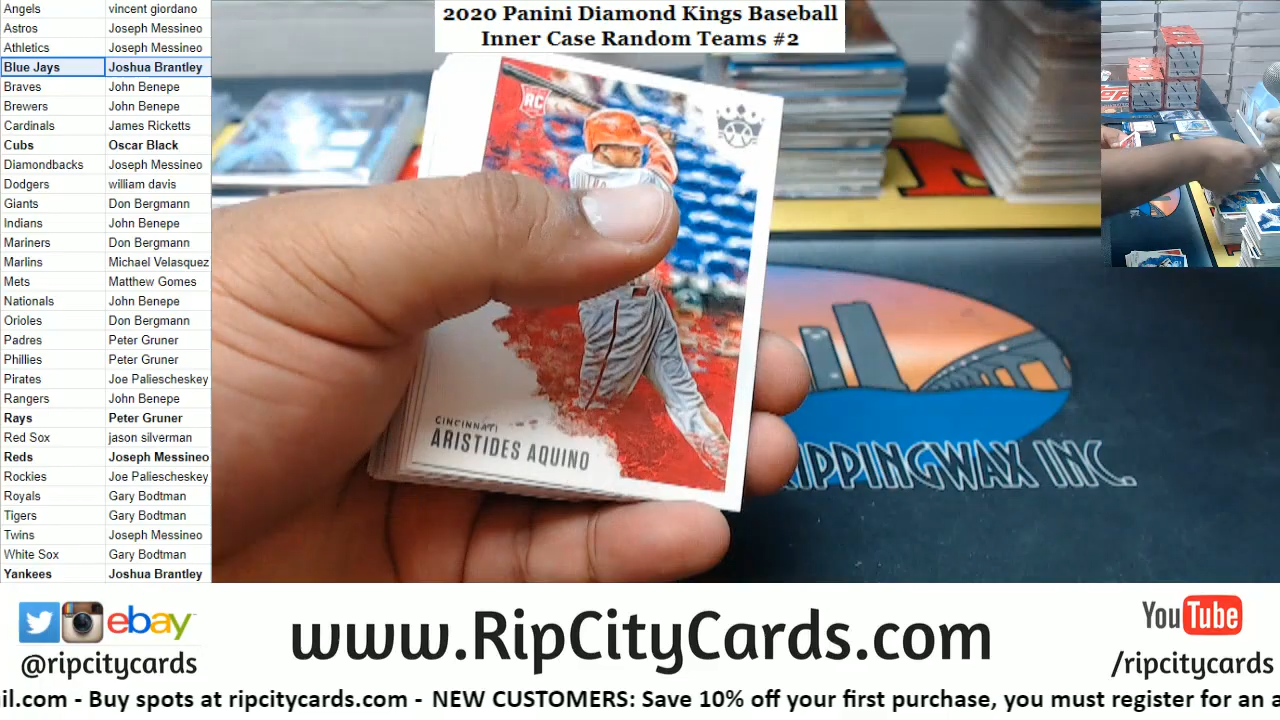 2020 Panini Diamond Kings Baseball
Inner Case Random Teams #2
Angels vincent giordano
Astros Joseph Messineo
Athletics Joseph Messineo
Blue Jays Joshua Brantley
Braves John Benepe
Brewers John Benepe
Cardinals James Ricketts
Cubs Oscar Black
Diamondbacks Joseph Messineo
Dodgers william davis
Giants Don Bergmann
Indians John Benepe
Mariners Don Bergmann
Marlins Michael Velasquez
Mets Matthew Gomes
Nationals John Benepe
Orioles Don Bergmann
Padres Peter Gruner
Phillies Peter Gruner
Pirates Joe Paliescheskey
Rangers John Benepe
Rays Peter Gruner
Red Sox jason silverman
Reds Joseph Messineo
Rockies Joe Paliescheskey
Royals Gary Bodtman
Tigers Gary Bodtman
Twins Joseph Messineo
White Sox Gary Bodtman
Yankees Joshua Brantley
RC
CINCINNATI
ARISTIDES AQUINO
RIPPINGWAX INC.
ebay
@ripcitycards
www.RipCityCards.com
YouTube
/ripcitycards
il.com - Buy spots at ripcitycards.com - NEW CUSTOMERS: Save 10% off your first purchase, you must register for an a